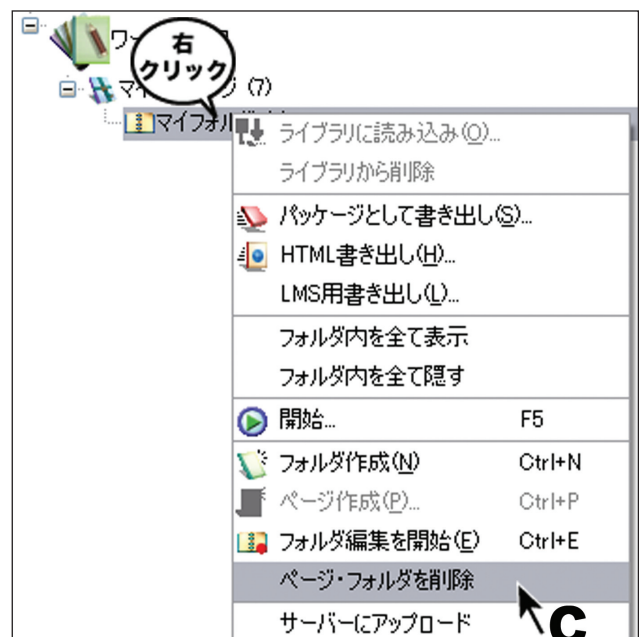 右
クリック
(7)
マイフォル
ライブラリに読み込み(O)...
ライブラリから削除
パッケージとして書き出し(S)...
HTML書き出し(H)...
LMS用書き出し(L)...
フォルダ内を全て表示
フォルダ内を全て隠す
開始... F5
フォルダ作成(N) Ctrl+N
ページ作成(P)... Ctrl+P
フォルダ編集を開始(E) Ctrl+E
ページ・フォルダを削除
サーバーにアップロード
C